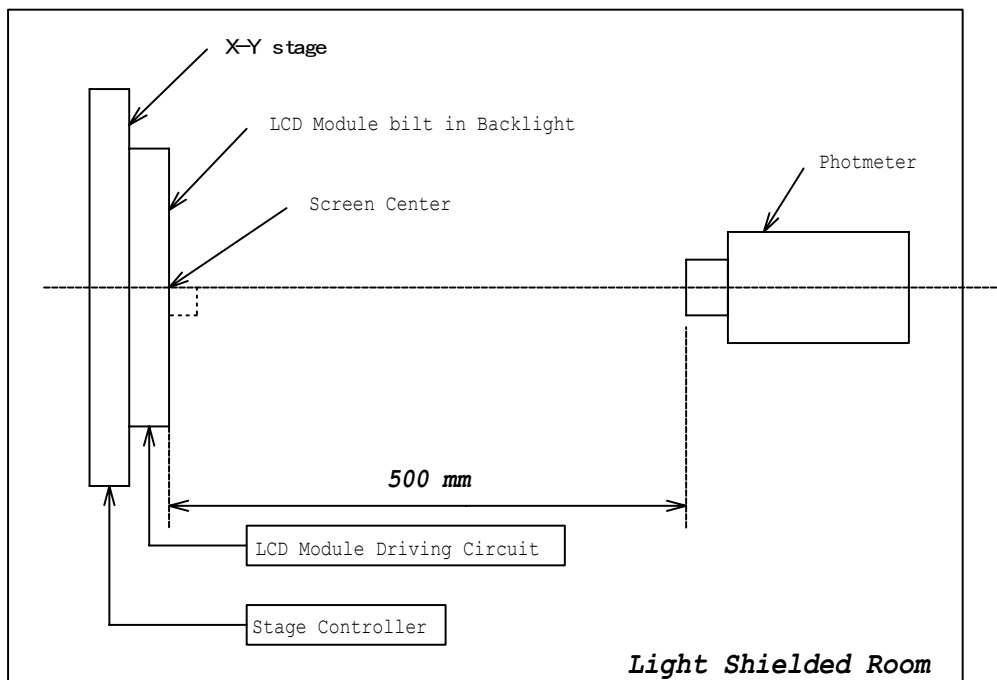 X-Y stage
LCD Module bilt in Backlight
Photmeter
Screen Center
500 mm
LCD Module Driving Circuit
Stage Controller
Light Shielded Room